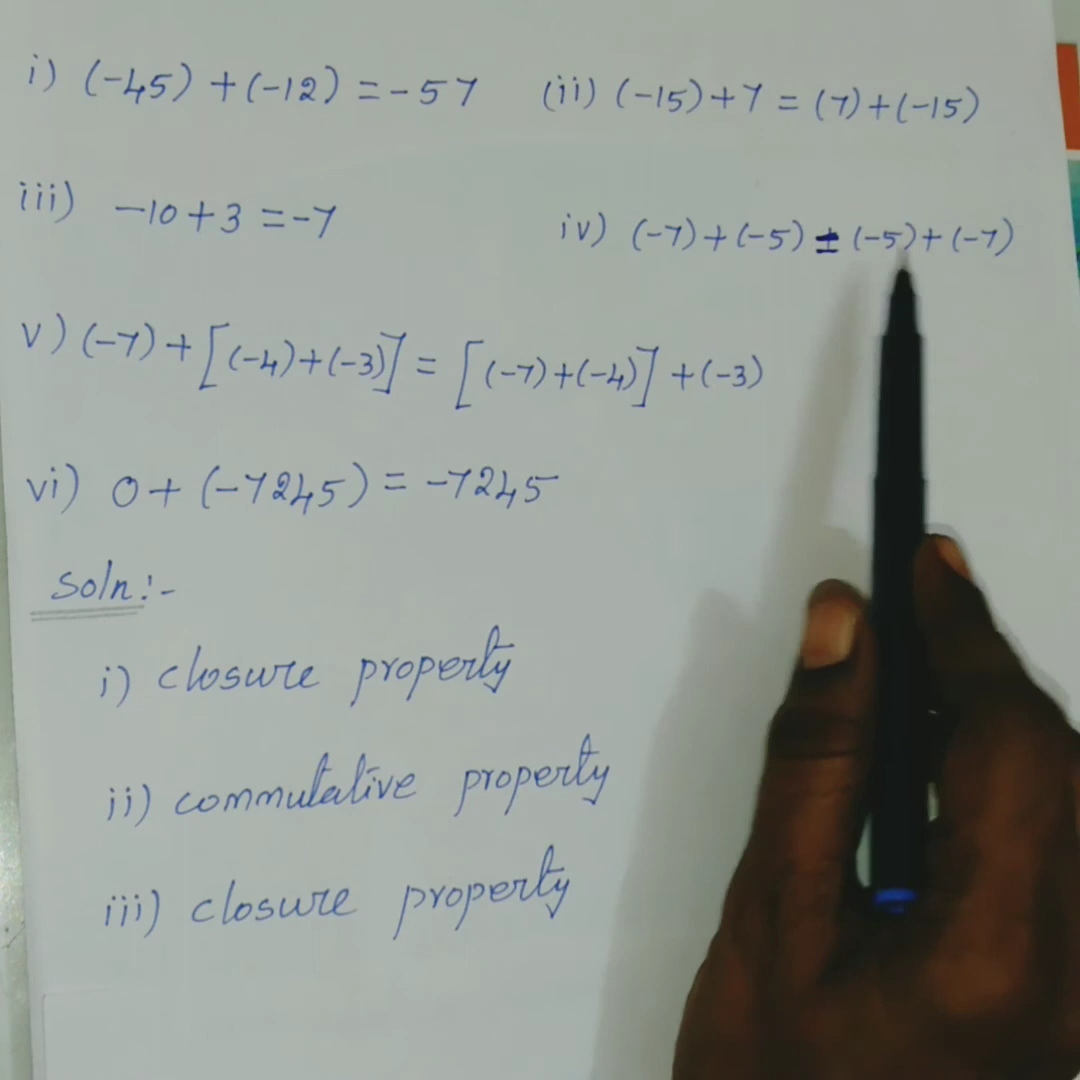 i) (-45) + (-12) = -57 (ii) (-15) + 7 = (7) + (-15)
iii) -10 + 3 = -7 iv) (-7) + (-5) ± (-5) + (-7)
v) (-7) + [(-4) + (-3)] = [(-7) + (-4)] + (-3)
vi) 0 + (-7245) = -7245
Soln:-
i) closure property
ii) commutative property
iii) closure property